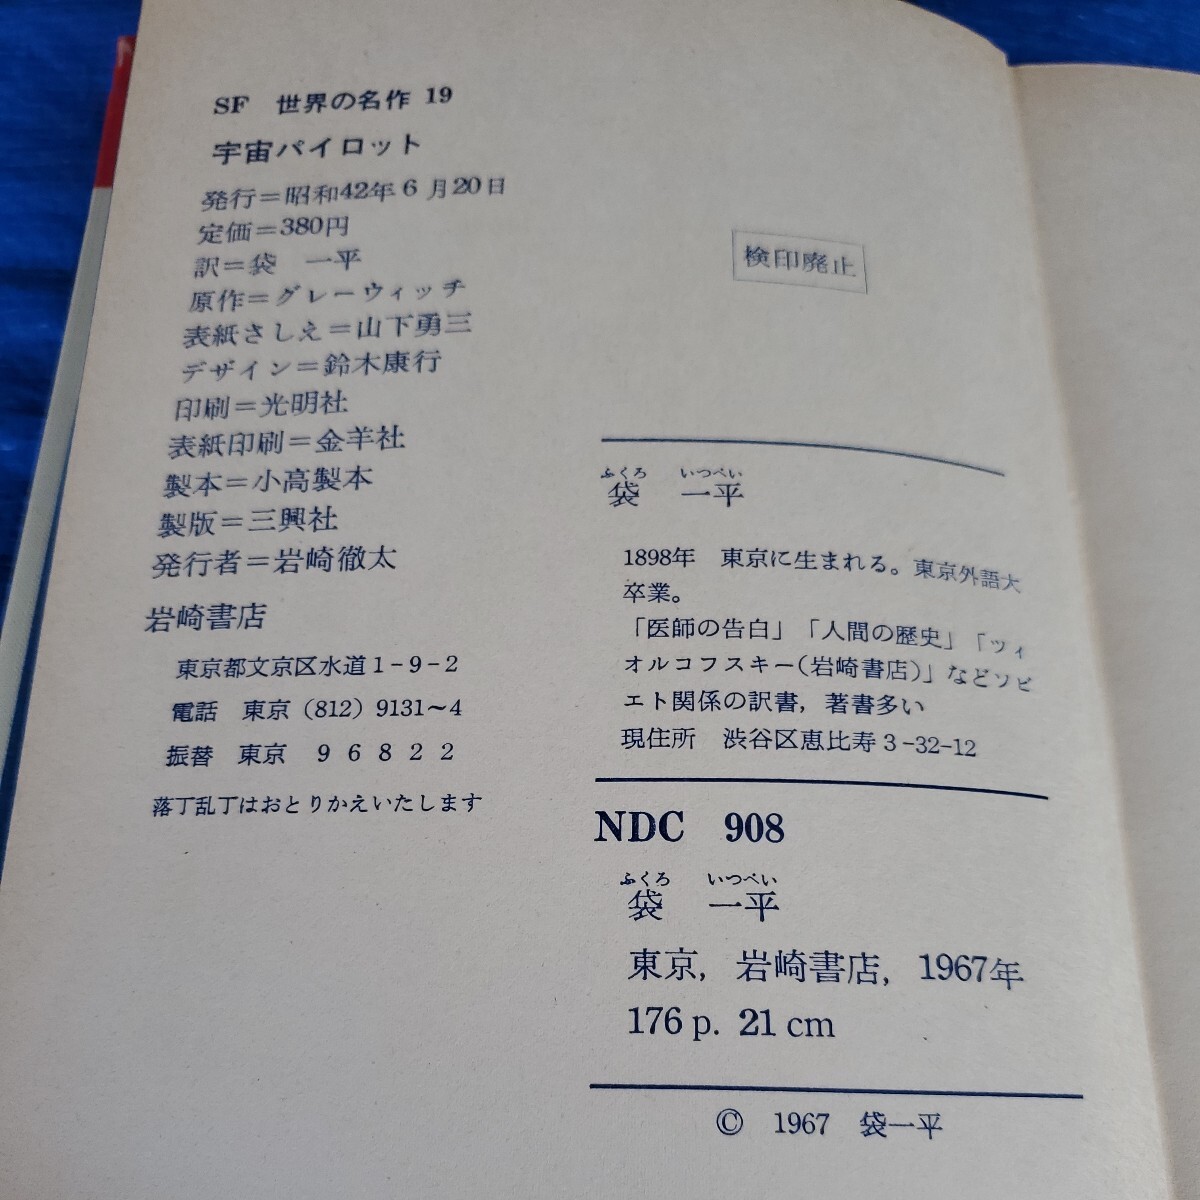 SF 世界の名作 19
宇宙パイロット
発行＝昭和42年6月20日
定価＝380円
訳＝袋 一平
原作＝グレーウィッチ
表紙さしえ＝山下勇三
デザイン＝鈴木康行
印刷＝光明社
表紙印刷＝金羊社
製本＝小高製本
製版＝三興社
発行者＝岩崎徹太
岩崎書店
東京都文京区水道1-9-2
電話 東京 (812) 9131～4
振替 東京 96822
落丁乱丁はおとりかえいたします
検印廃止
ふくろ いっぺい
袋 一平
1898年 東京に生まれる。東京外語大
卒業。
「医師の告白」「人間の歴史」「ツィ
オルコフスキー(岩崎書店)」などソビ
エト関係の訳書，著書多い
現住所 渋谷区恵比寿3-32-12
NDC 908
ふくろ いっぺい
袋 一平
東京，岩崎書店，1967年
176 p. 21 cm
© 1967 袋一平